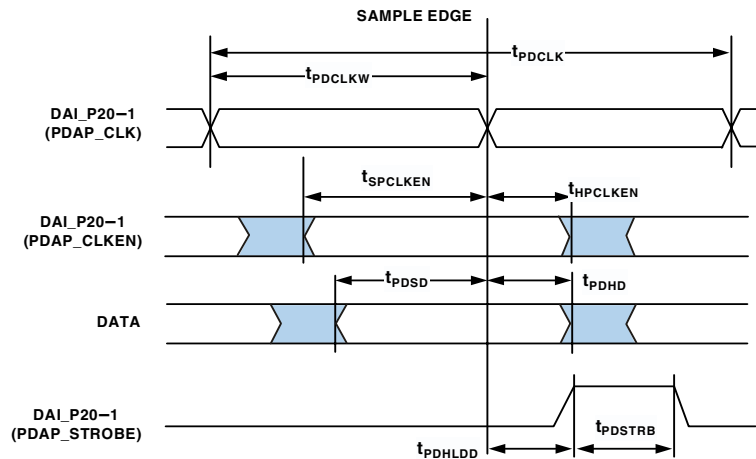 SAMPLE EDGE
tPDCLK
tPDCLKW
DAI_P20–1
(PDAP_CLK)
tSPCLKEN
tHPCLKEN
DAI_P20–1
(PDAP_CLKEN)
tPDSD
tPDHD
DATA
DAI_P20–1
(PDAP_STROBE)
tPDHLDD
tPDSTRB